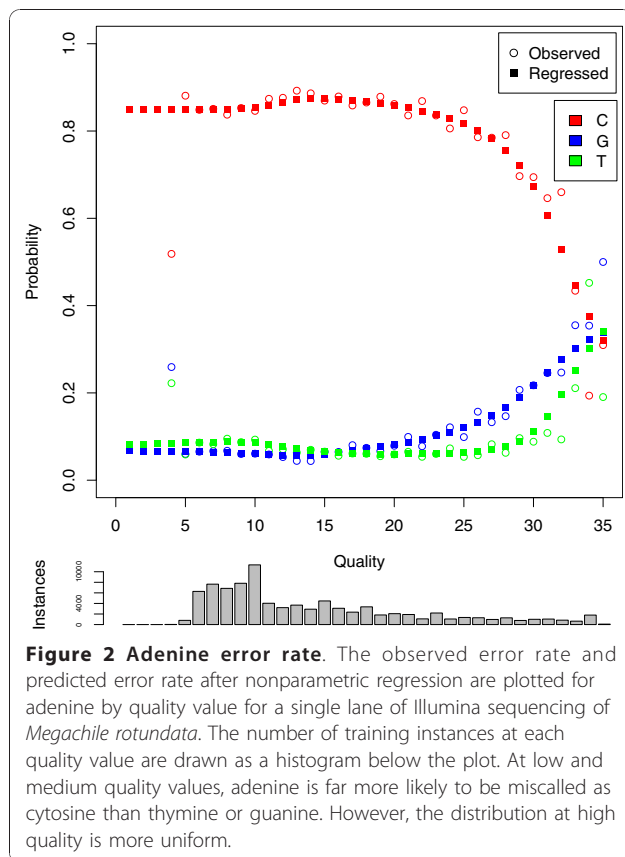 Observed
Regressed
C
G
T
Probability
0.0 0.2 0.4 0.6 0.8 1.0
0 5 10 15 20 25 30 35
Quality
Instances
0 4000 10000
Figure 2 Adenine error rate. The observed error rate and
predicted error rate after nonparametric regression are plotted for
adenine by quality value for a single lane of Illumina sequencing of
Megachile rotundata. The number of training instances at each
quality value are drawn as a histogram below the plot. At low and
medium quality values, adenine is far more likely to be miscalled as
cytosine than thymine or guanine. However, the distribution at high
quality is more uniform.